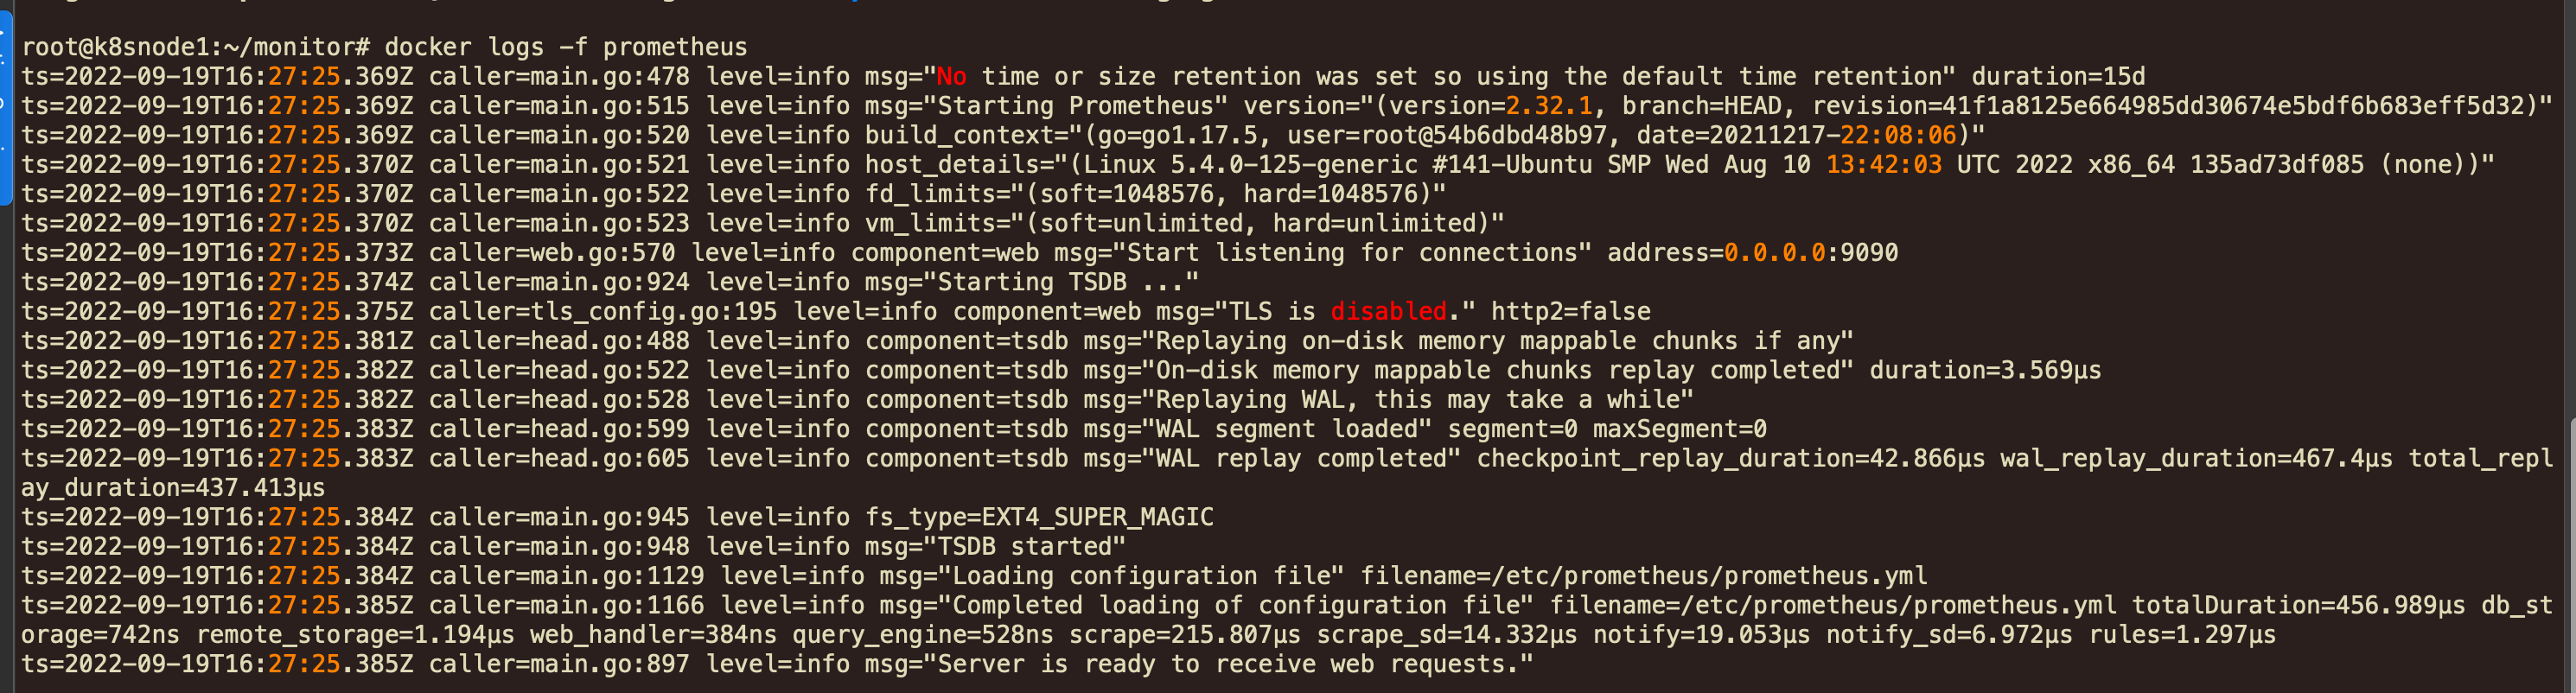 root@k8snode1:~/monitor# docker logs -f prometheus
ts=2022-09-19T16:27:25.369Z caller=main.go:478 level=info msg="No time or size retention was set so using the default time retention" duration=15d
ts=2022-09-19T16:27:25.369Z caller=main.go:515 level=info msg="Starting Prometheus" version="(version=2.32.1, branch=HEAD, revision=41f1a8125e664985dd30674e5bdf6b683eff5d32)"
ts=2022-09-19T16:27:25.369Z caller=main.go:520 level=info build_context="(go=go1.17.5, user=root@54b6dbd48b97, date=20211217-22:08:06)"
ts=2022-09-19T16:27:25.370Z caller=main.go:521 level=info host_details="(Linux 5.4.0-125-generic #141-Ubuntu SMP Wed Aug 10 13:42:03 UTC 2022 x86_64 135ad73df085 (none))"
ts=2022-09-19T16:27:25.370Z caller=main.go:522 level=info fd_limits="(soft=1048576, hard=1048576)"
ts=2022-09-19T16:27:25.370Z caller=main.go:523 level=info vm_limits="(soft=unlimited, hard=unlimited)"
ts=2022-09-19T16:27:25.373Z caller=web.go:570 level=info component=web msg="Start listening for connections" address=0.0.0.0:9090
ts=2022-09-19T16:27:25.374Z caller=main.go:924 level=info msg="Starting TSDB ..."
ts=2022-09-19T16:27:25.375Z caller=tls_config.go:195 level=info component=web msg="TLS is disabled." http2=false
ts=2022-09-19T16:27:25.381Z caller=head.go:488 level=info component=tsdb msg="Replaying on-disk memory mappable chunks if any"
ts=2022-09-19T16:27:25.382Z caller=head.go:522 level=info component=tsdb msg="On-disk memory mappable chunks replay completed" duration=3.569µs
ts=2022-09-19T16:27:25.382Z caller=head.go:528 level=info component=tsdb msg="Replaying WAL, this may take a while"
ts=2022-09-19T16:27:25.383Z caller=head.go:599 level=info component=tsdb msg="WAL segment loaded" segment=0 maxSegment=0
ts=2022-09-19T16:27:25.383Z caller=head.go:605 level=info component=tsdb msg="WAL replay completed" checkpoint_replay_duration=42.866µs wal_replay_duration=467.4µs total_repl
ay_duration=437.413µs
ts=2022-09-19T16:27:25.384Z caller=main.go:945 level=info fs_type=EXT4_SUPER_MAGIC
ts=2022-09-19T16:27:25.384Z caller=main.go:948 level=info msg="TSDB started"
ts=2022-09-19T16:27:25.384Z caller=main.go:1129 level=info msg="Loading configuration file" filename=/etc/prometheus/prometheus.yml
ts=2022-09-19T16:27:25.385Z caller=main.go:1166 level=info msg="Completed loading of configuration file" filename=/etc/prometheus/prometheus.yml totalDuration=456.989µs db_st
orage=742ns remote_storage=1.194µs web_handler=384ns query_engine=528ns scrape=215.807µs scrape_sd=14.332µs notify=19.053µs notify_sd=6.972µs rules=1.297µs
ts=2022-09-19T16:27:25.385Z caller=main.go:897 level=info msg="Server is ready to receive web requests."